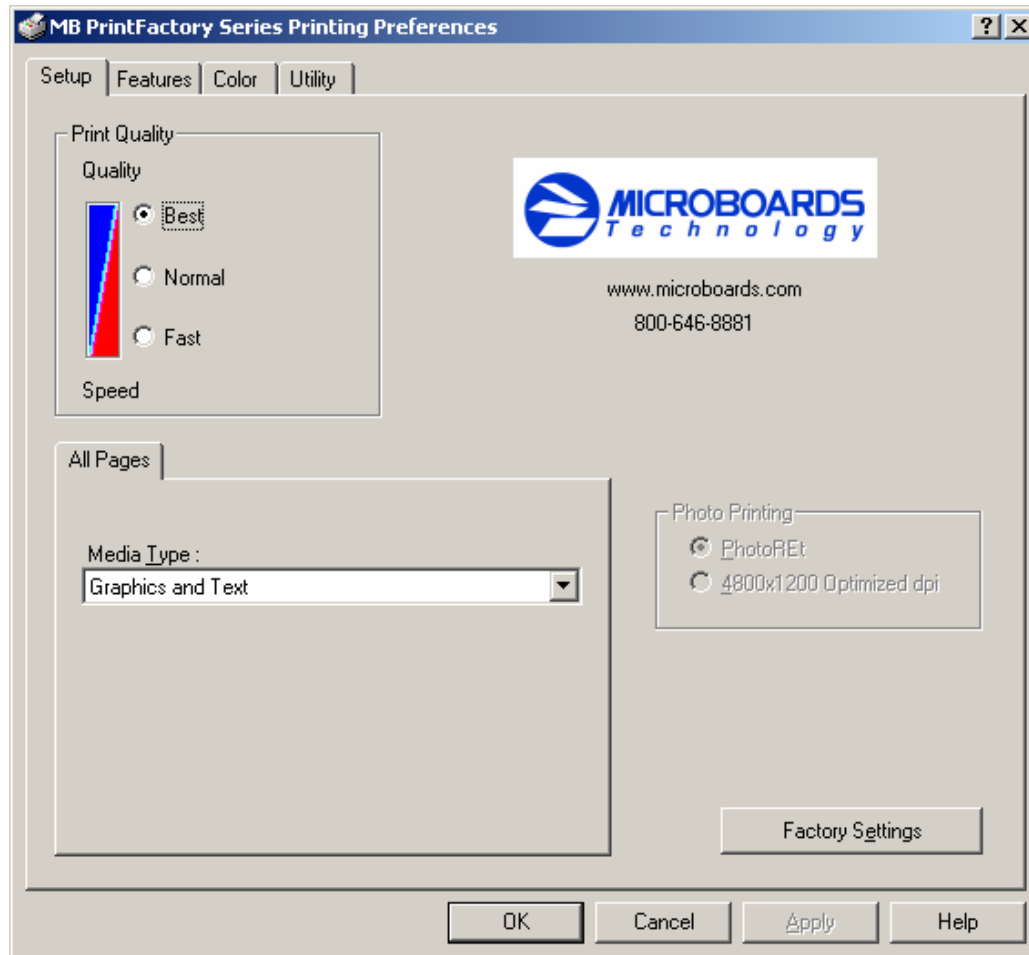 MB PrintFactory Series Printing Preferences
Setup
Features
Color
Utility
Print Quality
Quality
Best
Normal
Fast
Speed
MICROBOARDS
Technology
www.microboards.com
800-646-8881
All Pages
Media Type :
Graphics and Text
Photo Printing
PhotoREt
4800x1200 Optimized dpi
Factory Settings
OK
Cancel
Apply
Help